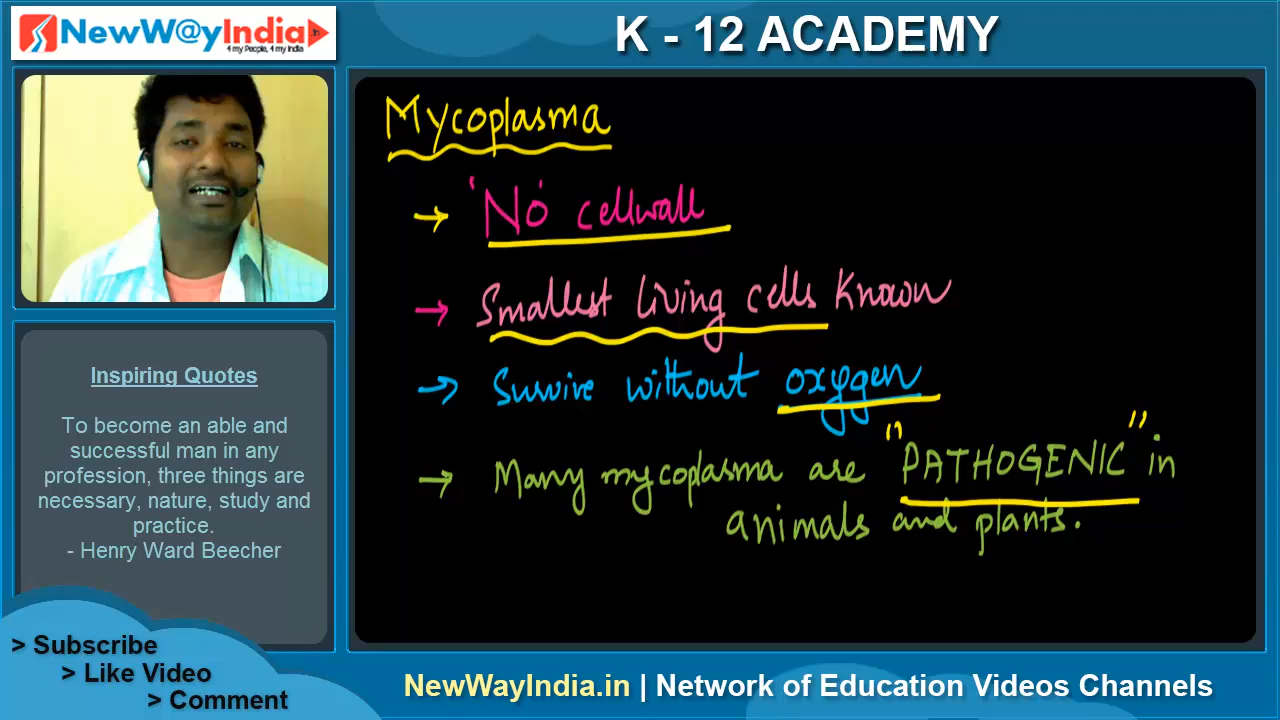 NewW@yIndia.in
4 my People, 4 my India
K - 12 ACADEMY
Mycoplasma
→ 'No' cellwall
→ Smallest living cells known
→ Survive without oxygen
→ Many mycoplasma are "PATHOGENIC" in
animals and plants.
Inspiring Quotes
To become an able and
successful man in any
profession, three things are
necessary, nature, study and
practice.
- Henry Ward Beecher
> Subscribe
> Like Video
> Comment
NewWayIndia.in | Network of Education Videos Channels